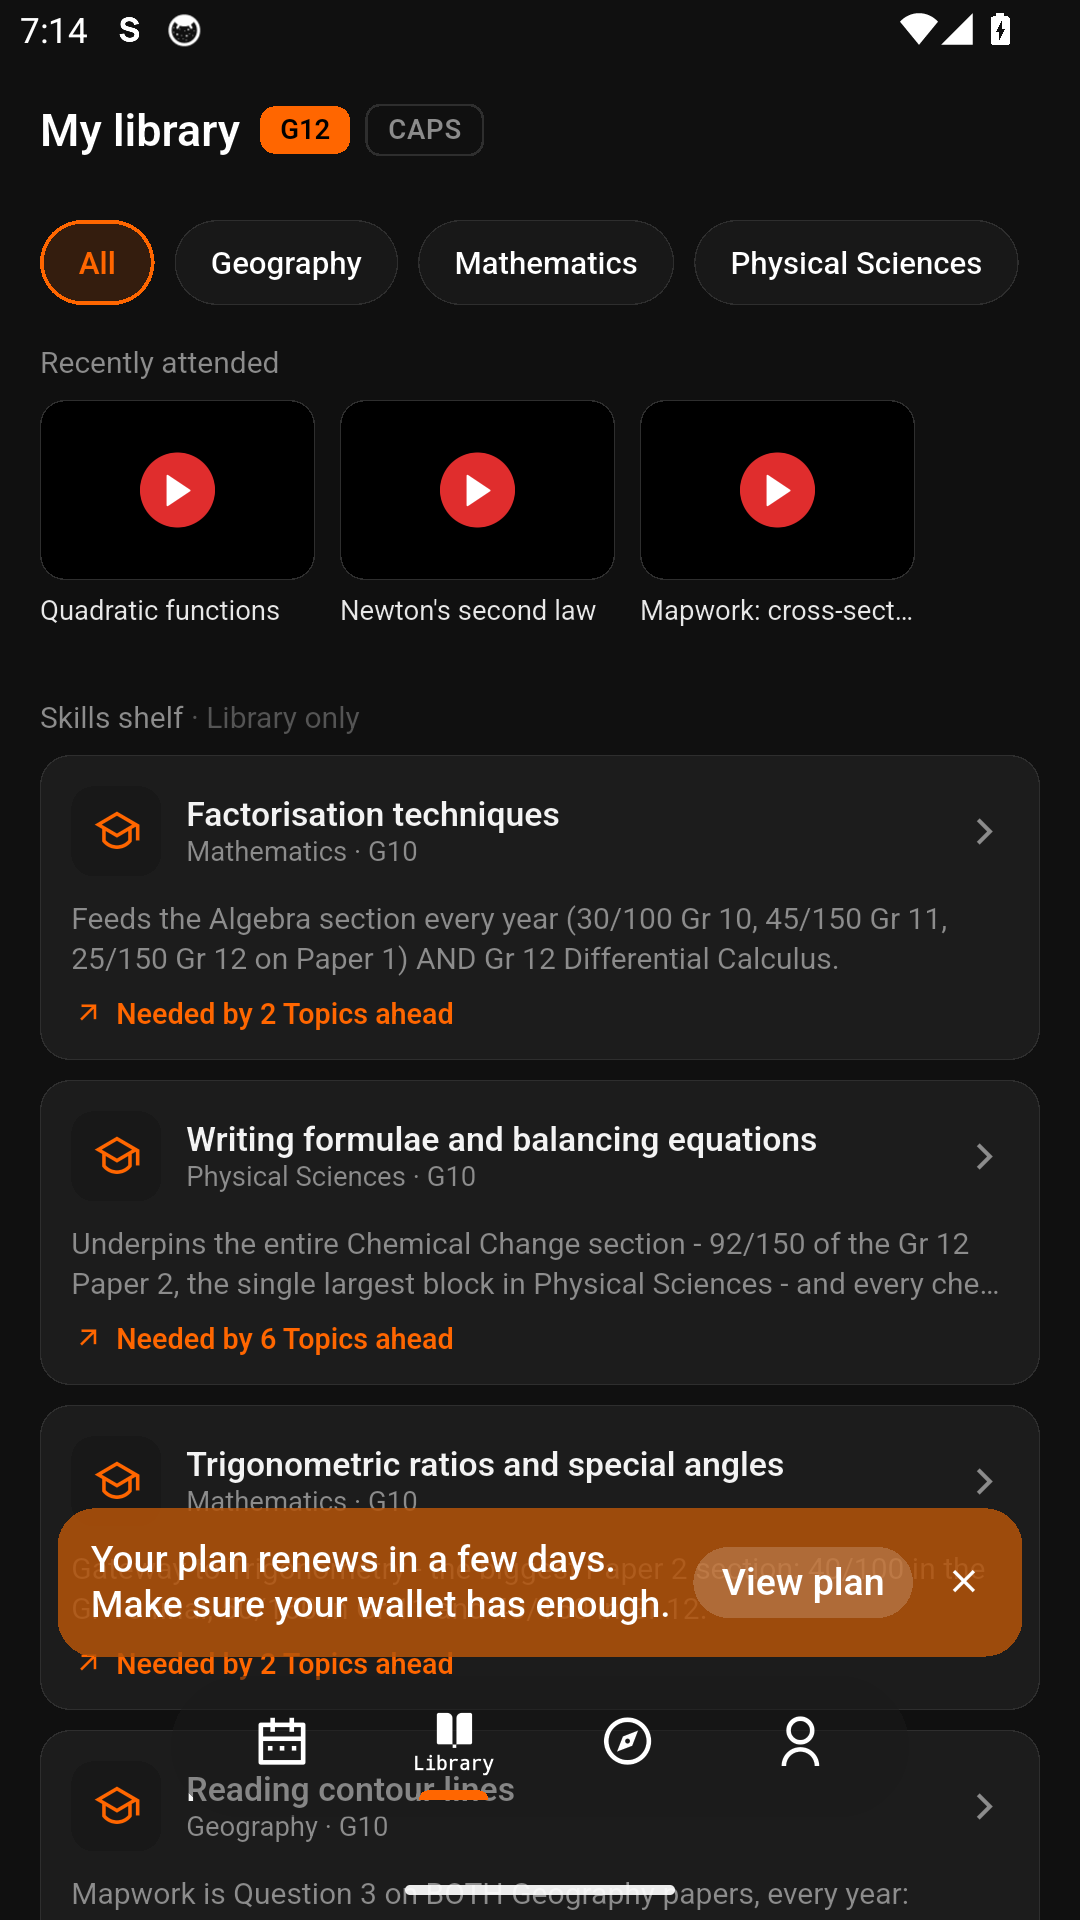 7:14 S
My library G12 CAPS
All Geography Mathematics Physical Sciences
Recently attended
Quadratic functions Newton's second law Mapwork: cross-sect...
Skills shelf · Library only
Factorisation techniques
Mathematics · G10
Feeds the Algebra section every year (30/100 Gr 10, 45/150 Gr 11,
25/150 Gr 12 on Paper 1) AND Gr 12 Differential Calculus.
Needed by 2 Topics ahead
Writing formulae and balancing equations
Physical Sciences · G10
Underpins the entire Chemical Change section - 92/150 of the Gr 12
Paper 2, the single largest block in Physical Sciences - and every che...
Needed by 6 Topics ahead
Trigonometric ratios and special angles
Mathematics · G10
Your plan renews in a few days.
Make sure your wallet has enough.
View plan
Needed by 2 Topics ahead
Library
Reading contour lines
Geography · G10
Mapwork is Question 3 on BOTH Geography papers, every year: